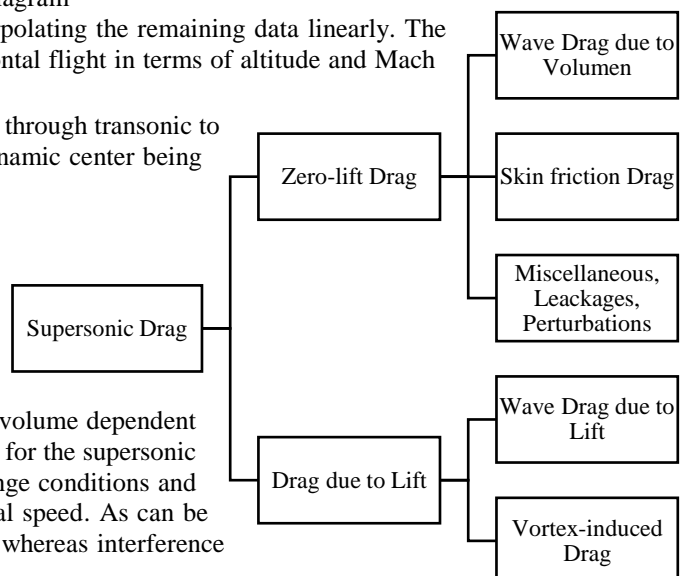 agram
polating the remaining data linearly. The
ontal flight in terms of altitude and Mach
through transonic to
namic center being
volume dependent
for the supersonic
nge conditions and
al speed. As can be
whereas interference
Supersonic Drag
Zero-lift Drag
Wave Drag due to
Volumen
Skin friction Drag
Miscellaneous,
Leackages,
Perturbations
Drag due to Lift
Wave Drag due to
Lift
Vortex-induced
Drag